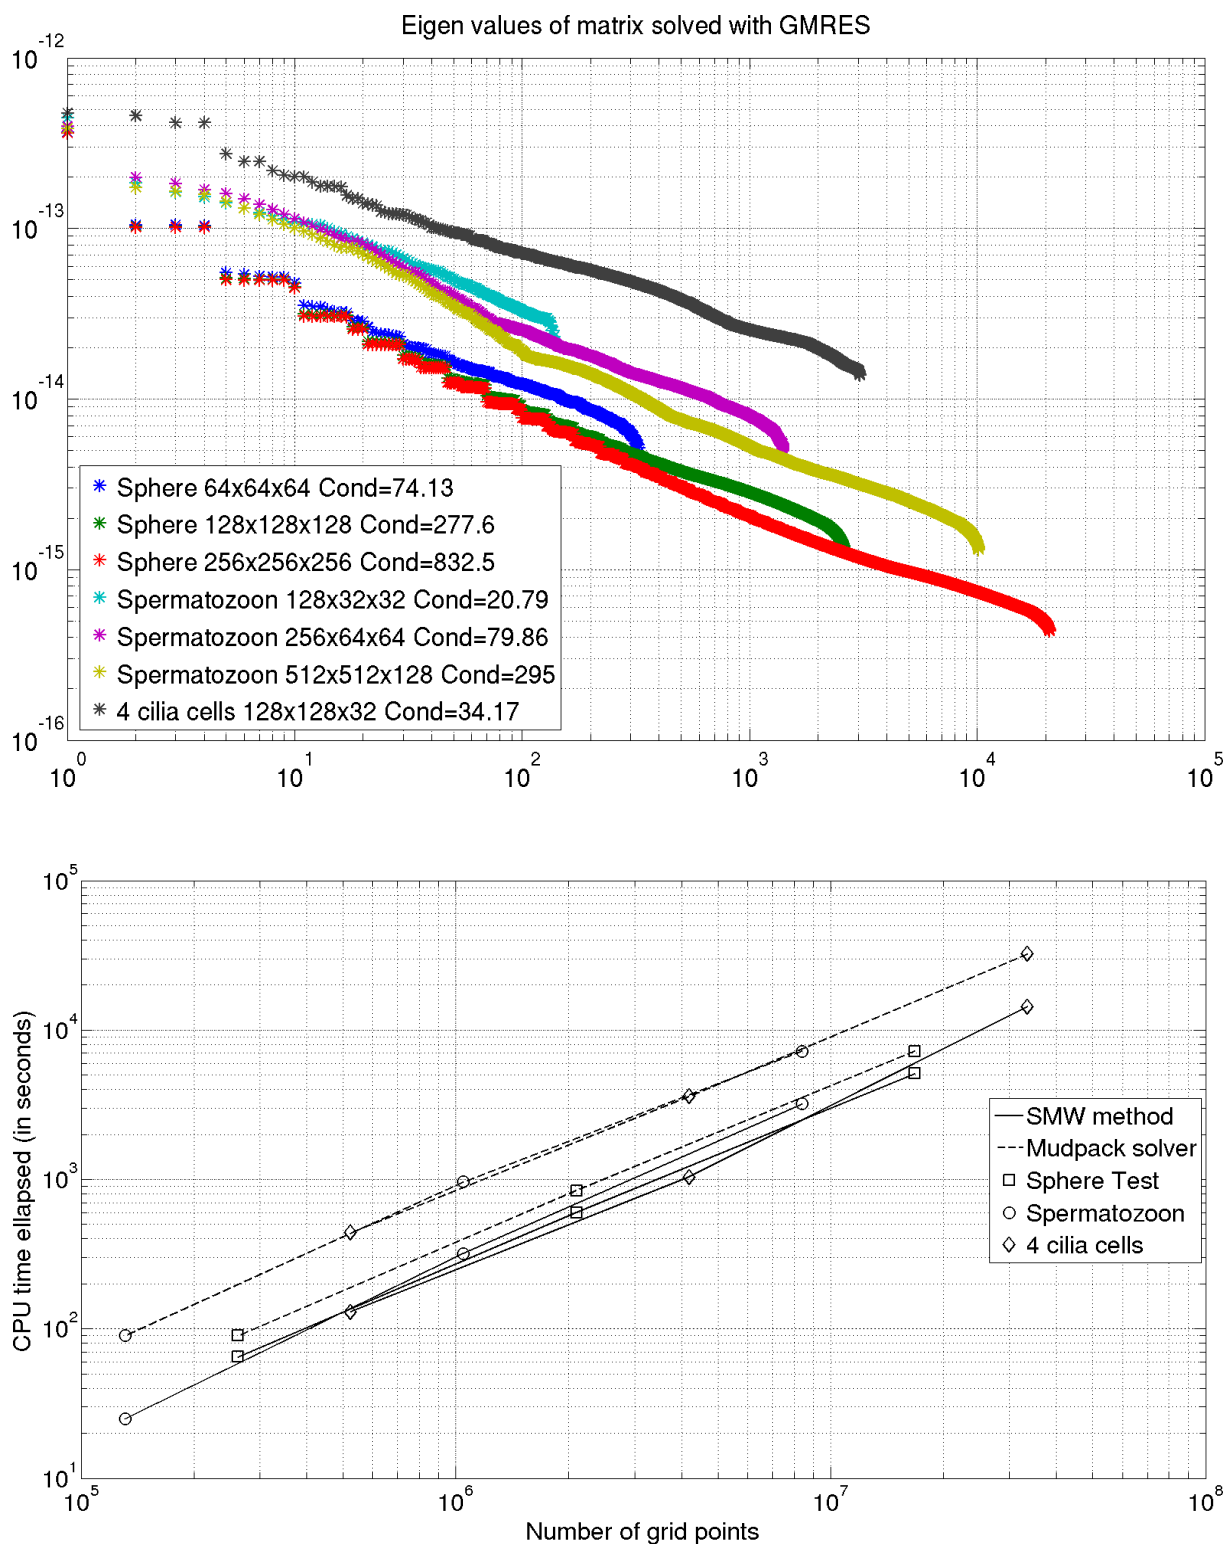 Eigen values of matrix solved with GMRES
10^-12
10^-13
10^-14
10^-15
10^-16
Sphere 64x64x64 Cond=74.13
Sphere 128x128x128 Cond=277.6
Sphere 256x256x256 Cond=832.5
Spermatozoon 128x32x32 Cond=20.79
Spermatozoon 256x64x64 Cond=79.86
Spermatozoon 512x512x128 Cond=295
4 cilia cells 128x128x32 Cond=34.17
10^0 10^1 10^2 10^3 10^4 10^5
CPU time ellapsed (in seconds)
10^5
10^4
10^3
10^2
10^1
SMW method
Mudpack solver
Sphere Test
Spermatozoon
4 cilia cells
10^5 10^6 10^7 10^8
Number of grid points